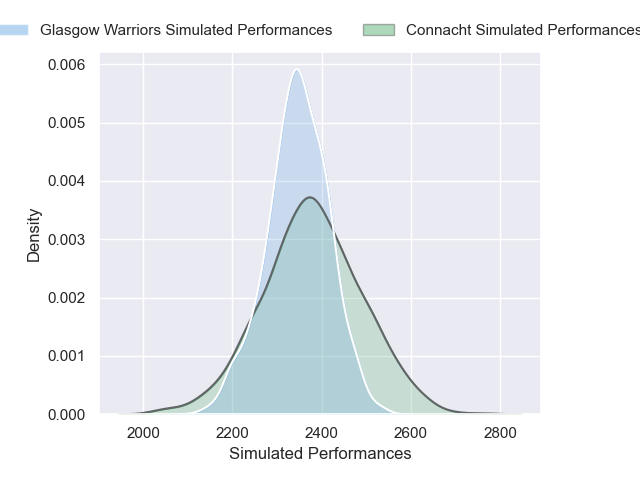 Glasgow Warriors Simulated Performances
Connacht Simulated Performances
0.006
0.005
0.004
0.003
0.002
0.001
0.000
Density
2000 2200 2400 2600 2800
Simulated Performances